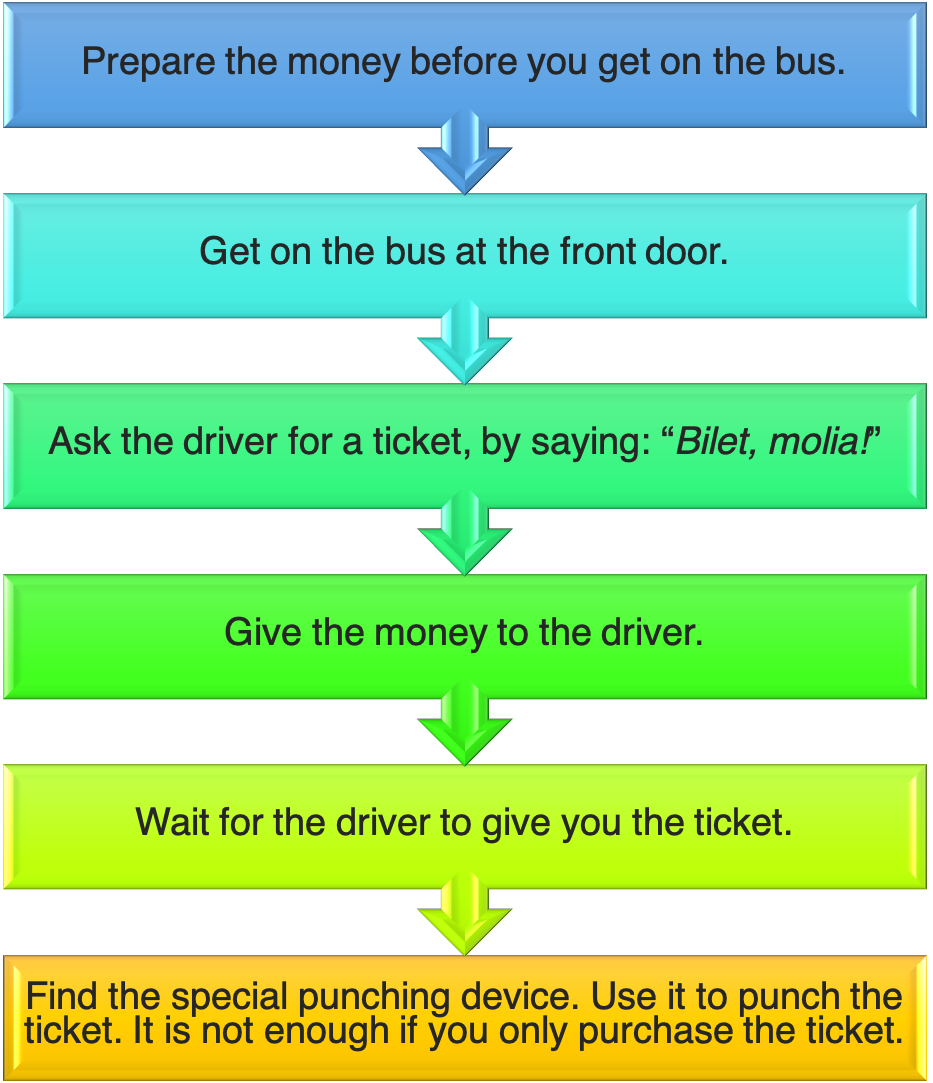 Prepare the money before you get on the bus.
Get on the bus at the front door.
Ask the driver for a ticket, by saying: “Bilet, molia!”
Give the money to the driver.
Wait for the driver to give you the ticket.
Find the special punching device. Use it to punch the
ticket. It is not enough if you only purchase the ticket.